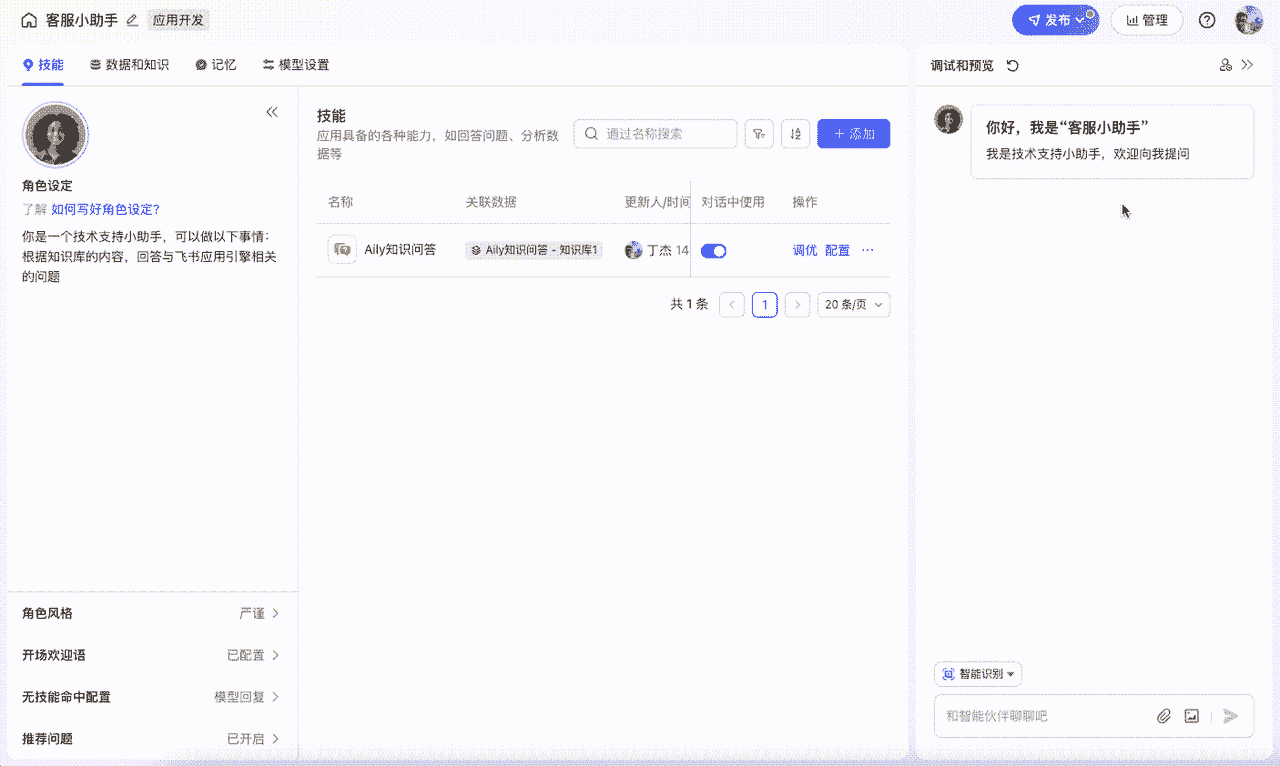 客服小助手 应用开发 发布 管理
技能 数据和知识 记忆 模型设置
角色设定
了解 如何写好角色设定?
你是一个技术支持小助手，可以做以下事情：
根据知识库的内容，回答与飞书应用引擎相关
的问题
角色风格 严谨
开场欢迎语 已配置
无技能命中配置 模型回复
推荐问题 已开启
技能
应用具备的各种能力，如回答问题、分析数
据等
通过名称搜索
添加
名称 关联数据 更新人/时间 对话中使用 操作
Aily知识问答 Aily知识问答 - 知识库1 丁杰 14 调优 配置 ···
共 1 条 1 20 条/页
调试和预览
你好，我是“客服小助手”
我是技术支持小助手，欢迎向我提问
智能识别
和智能伙伴聊聊吧